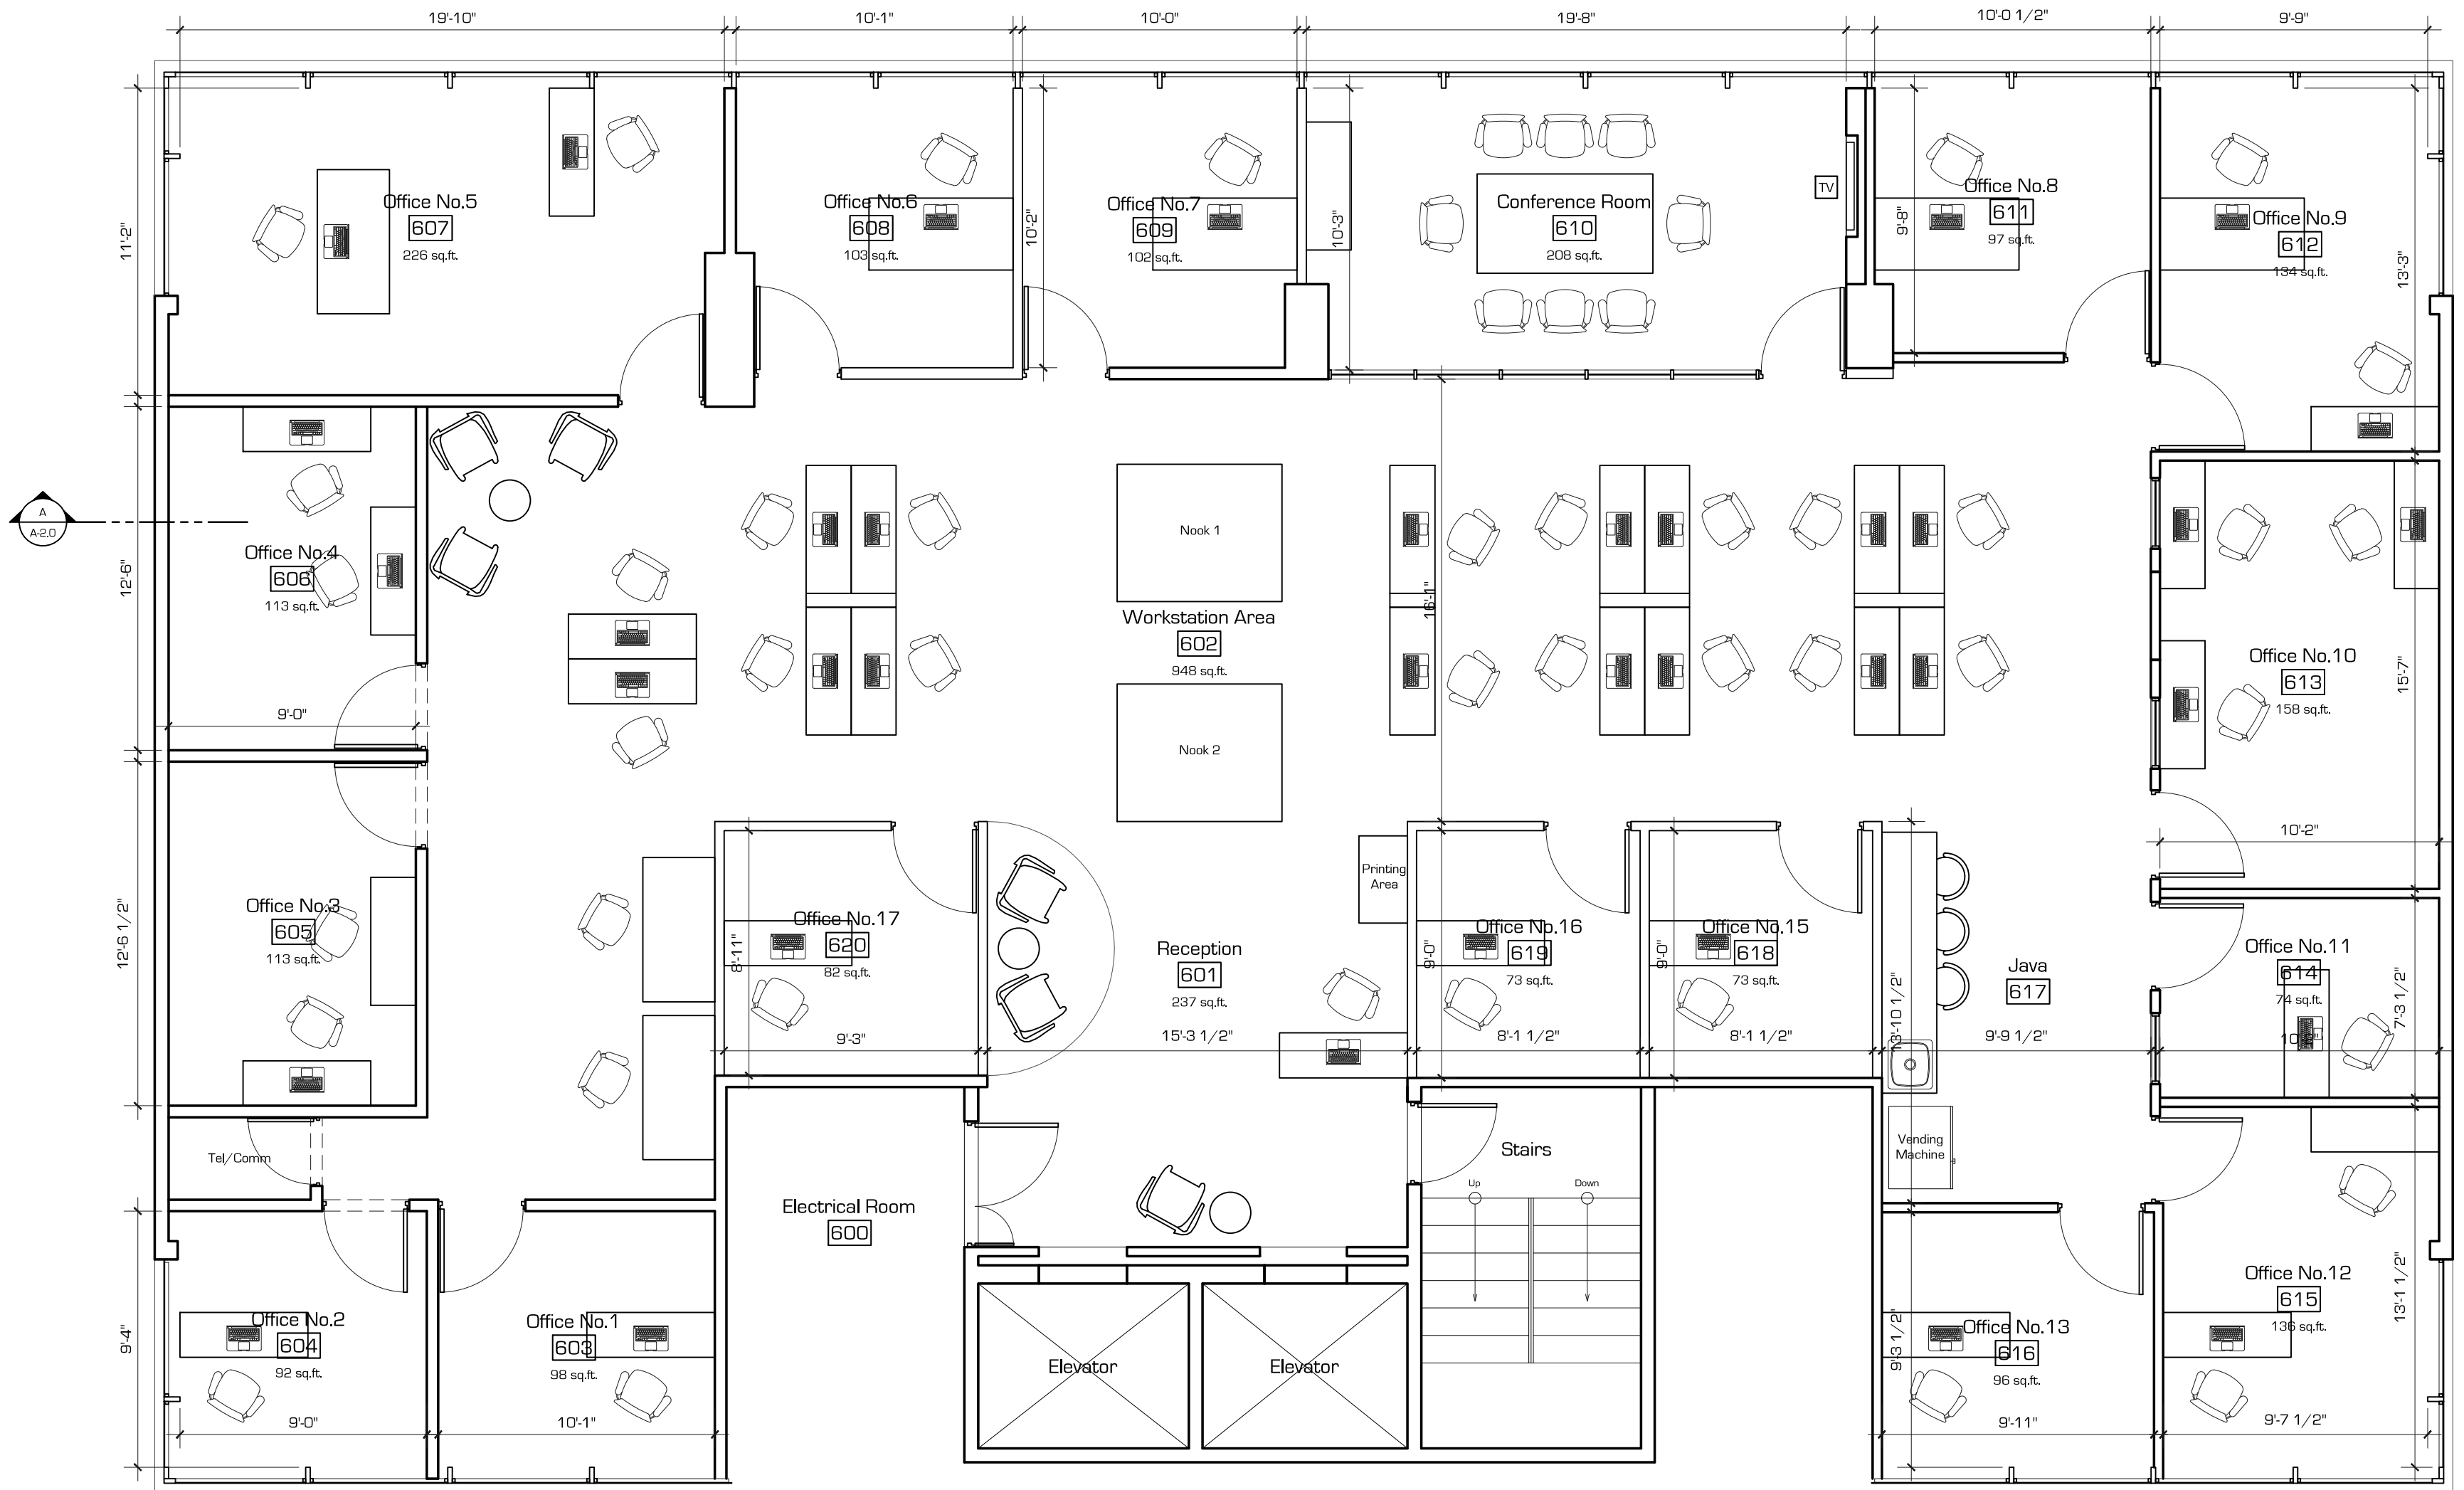 19'-10"
10'-1"
10'-0"
19'-8"
10'-0 1/2"
9'-9"
11'-2"
Office No.5
607
226 sq.ft.
Office No.6
608
103 sq.ft.
10'-2"
Office No.7
609
102 sq.ft.
10'-3"
Conference Room
610
208 sq.ft.
TV
9'-8"
Office No.8
611
97 sq.ft.
Office No.9
612
134 sq.ft.
13'-3"
A
A-2.0
12'-6"
Office No.4
606
113 sq.ft.
9'-0"
Nook 1
Workstation Area
602
948 sq.ft.
Nook 2
16'-1"
Office No.10
613
158 sq.ft.
15'-7"
10'-2"
12'-6 1/2"
Office No.3
605
113 sq.ft.
Office No.17
620
82 sq.ft.
8'-11"
9'-3"
Reception
601
237 sq.ft.
15'-3 1/2"
Printing
Area
Office No.16
619
73 sq.ft.
9'-0"
8'-1 1/2"
Office No.15
618
73 sq.ft.
9'-0"
8'-1 1/2"
13'-10 1/2"
Java
617
9'-9 1/2"
Office No.11
614
74 sq.ft.
7'-3 1/2"
Tel/Comm
Electrical Room
600
Stairs
Up
Down
Vending
Machine
9'-4"
Office No.2
604
92 sq.ft.
9'-0"
Office No.1
603
98 sq.ft.
10'-1"
Elevator
Elevator
9'-3 1/2"
Office No.13
616
96 sq.ft.
9'-11"
Office No.12
615
136 sq.ft.
13'-1 1/2"
9'-7 1/2"